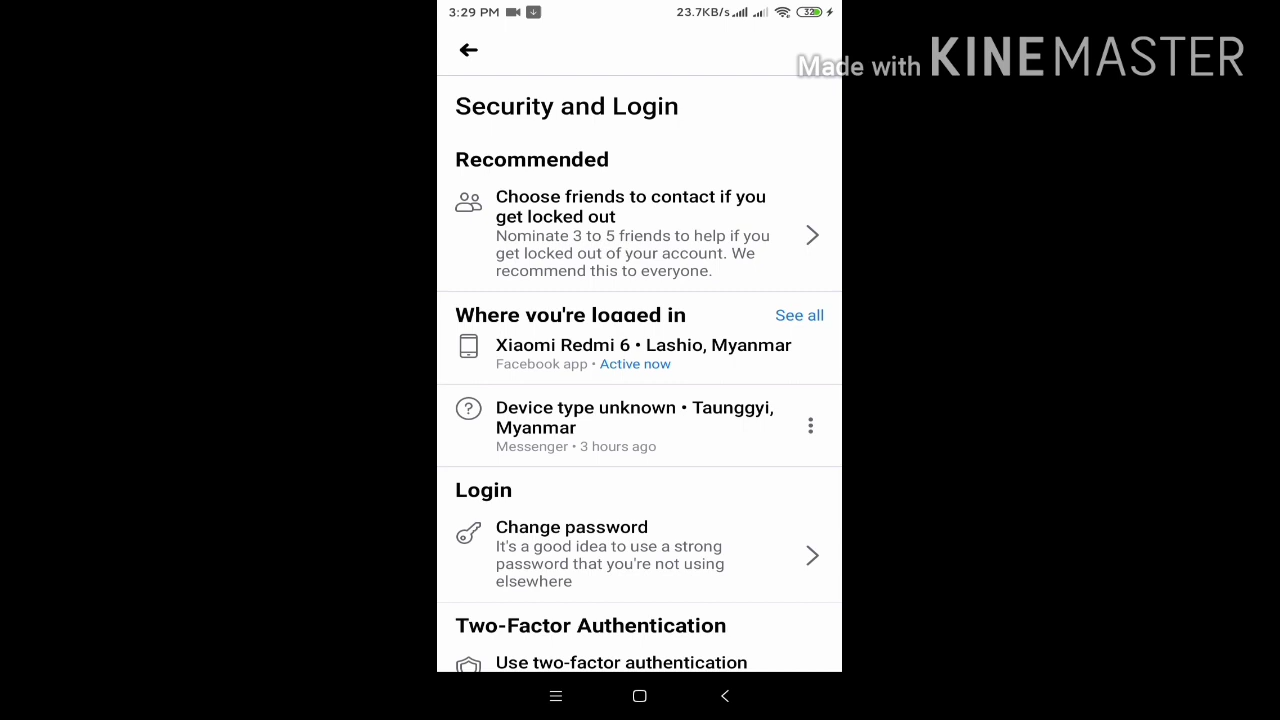 3:29 PM
23.7KB/s
32
Made with KINEMASTER
Security and Login
Recommended
Choose friends to contact if you
get locked out
Nominate 3 to 5 friends to help if you
get locked out of your account. We
recommend this to everyone.
Where you're logged in
See all
Xiaomi Redmi 6 • Lashio, Myanmar
Facebook app • Active now
Device type unknown • Taunggyi,
Myanmar
Messenger • 3 hours ago
Login
Change password
It's a good idea to use a strong
password that you're not using
elsewhere
Two-Factor Authentication
Use two-factor authentication